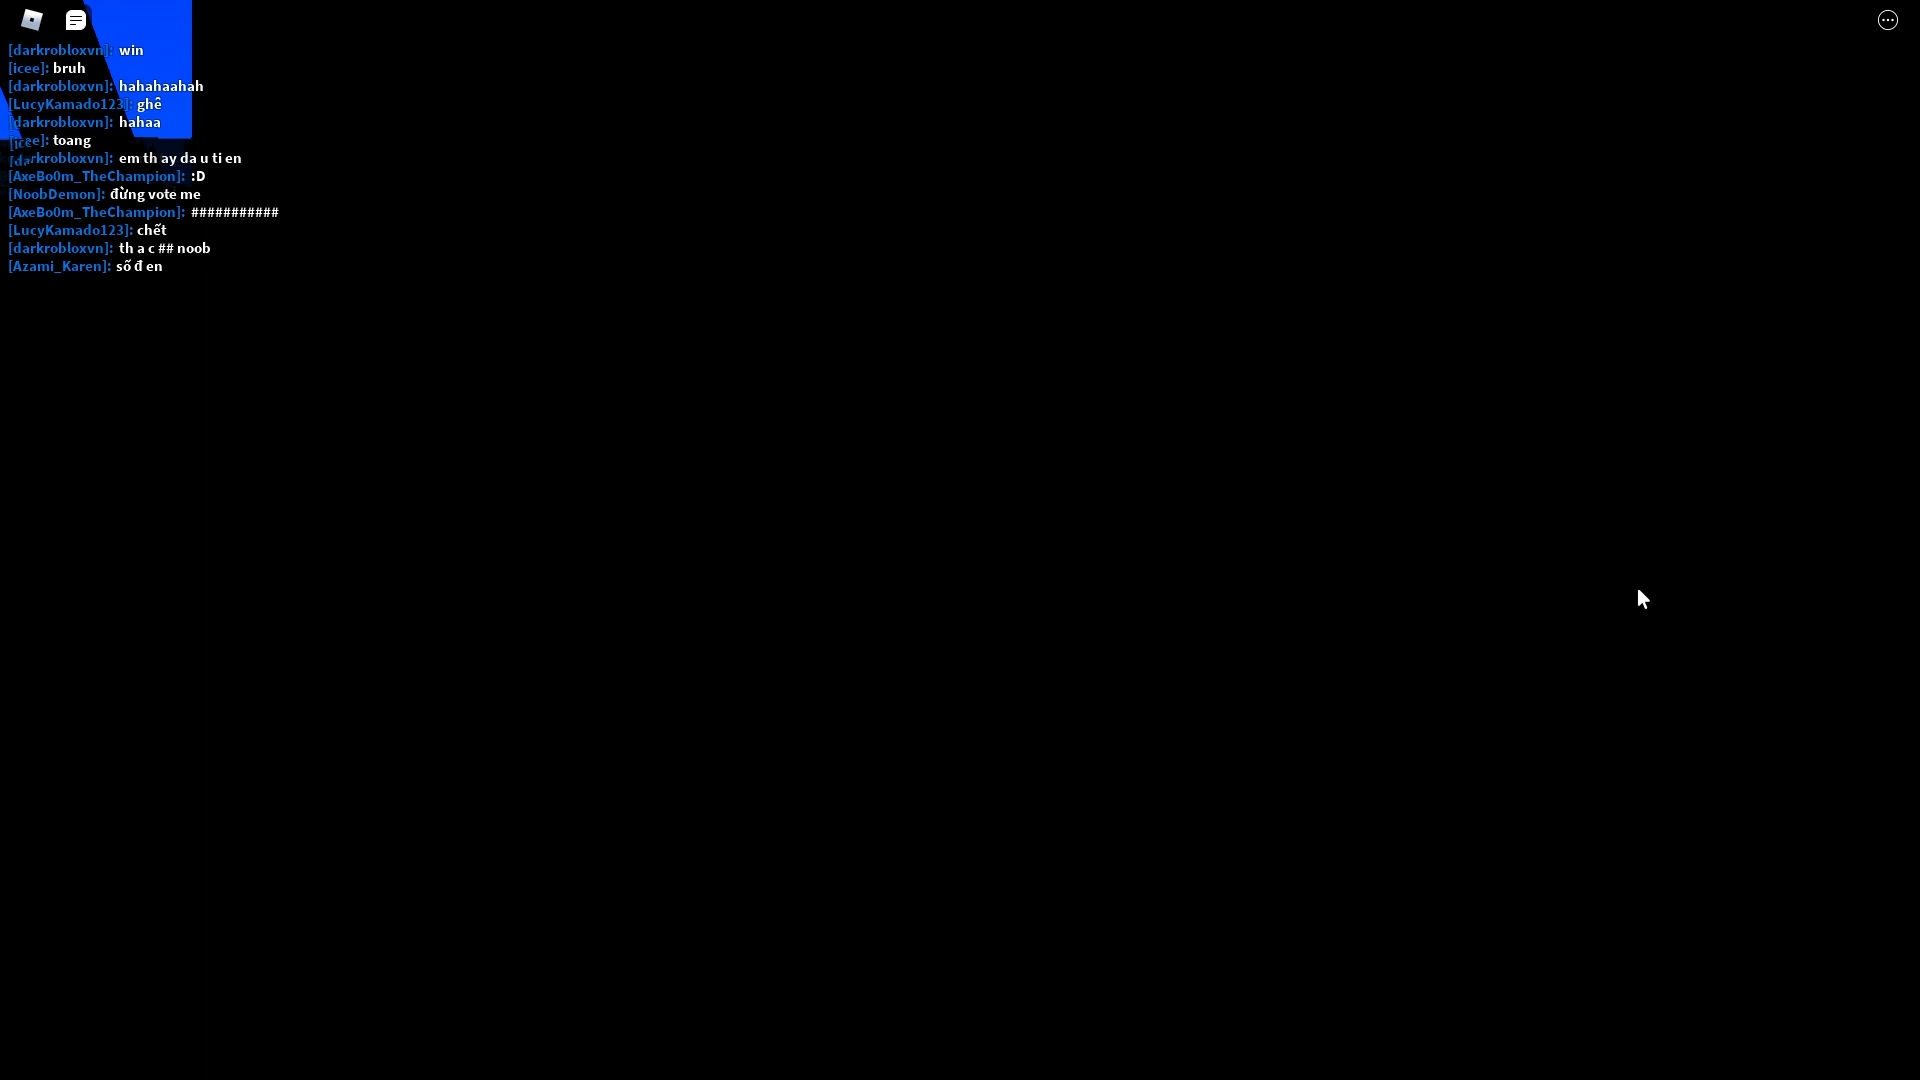 [darkrobloxvn]: win
[icee]: bruh
[darkrobloxvn]: hahahaahah
[LucyKamado123]: ghê
[darkrobloxvn]: hahaa
[icee]: toang
[darkrobloxvn]: em th ay da u ti en
[AxeBo0m_TheChampion]: :D
[NoobDemon]: đừng vote me
[AxeBo0m_TheChampion]: ###########
[LucyKamado123]: chết
[darkrobloxvn]: th a c ## noob
[Azami_Karen]: số đ en